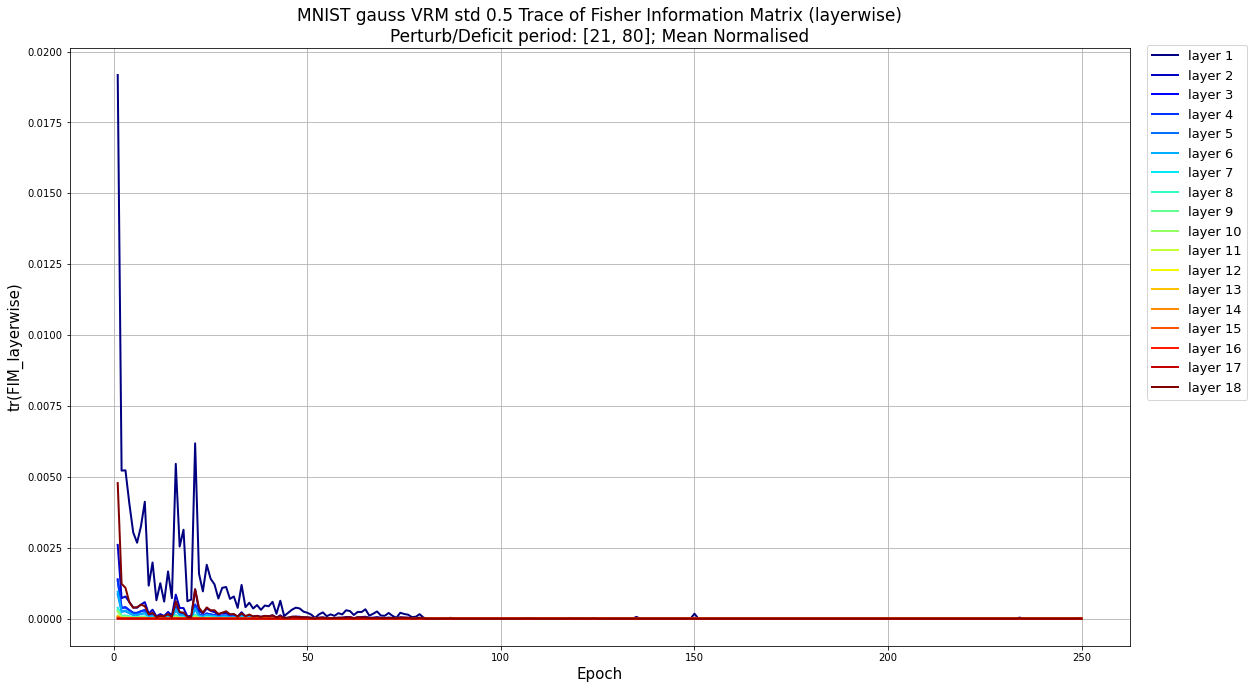 MNIST gauss VRM std 0.5 Trace of Fisher Information Matrix (layerwise)
Perturb/Deficit period: [21, 80]; Mean Normalised
layer 1
layer 2
layer 3
layer 4
layer 5
layer 6
layer 7
layer 8
layer 9
layer 10
layer 11
layer 12
layer 13
layer 14
layer 15
layer 16
layer 17
layer 18
tr(FIM_layerwise)
0.0200
0.0175
0.0150
0.0125
0.0100
0.0075
0.0050
0.0025
0.0000
0
50
100
150
200
250
Epoch